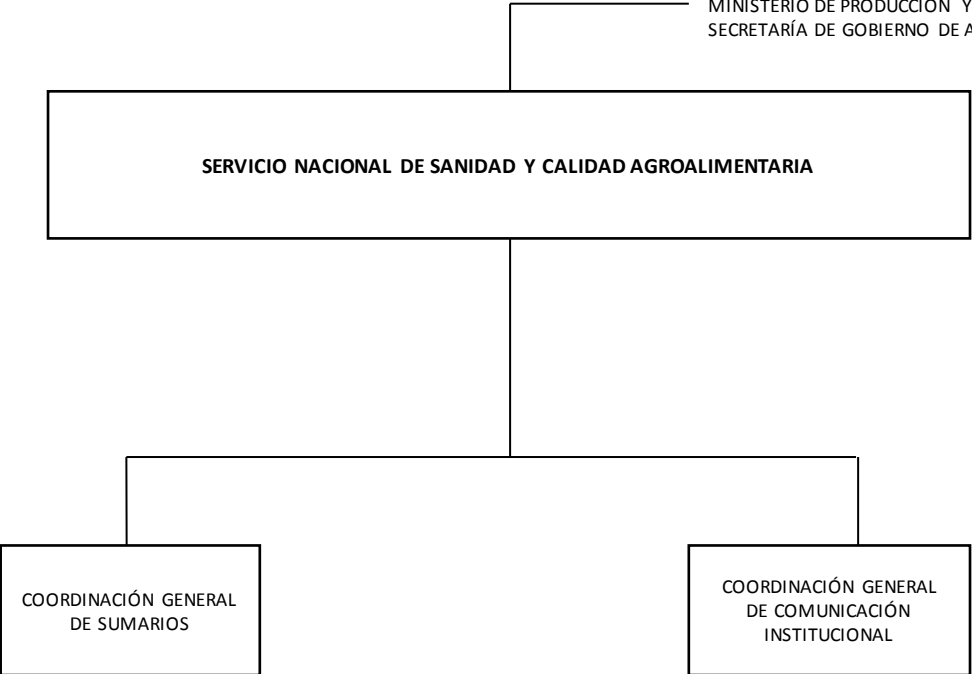 MINISTERIO DE PRODUCCIÓN Y
SECRETARÍA DE GOBIERNO DE A
SERVICIO NACIONAL DE SANIDAD Y CALIDAD AGROALIMENTARIA
COORDINACIÓN GENERAL
DE SUMARIOS
COORDINACIÓN GENERAL
DE COMUNICACIÓN
INSTITUCIONAL